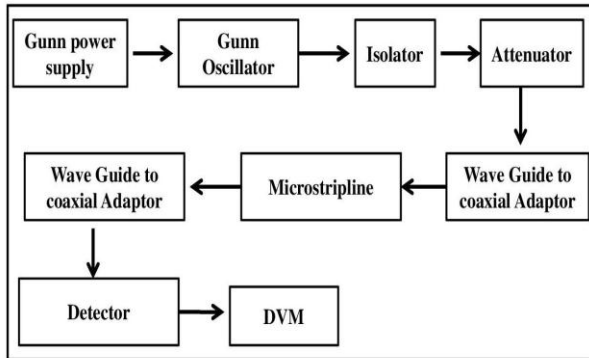 Gunn power
supply
Gunn
Oscillator
Isolator
Attenuator
Wave Guide to
coaxial Adaptor
Microstripline
Wave Guide to
coaxial Adaptor
Detector
DVM